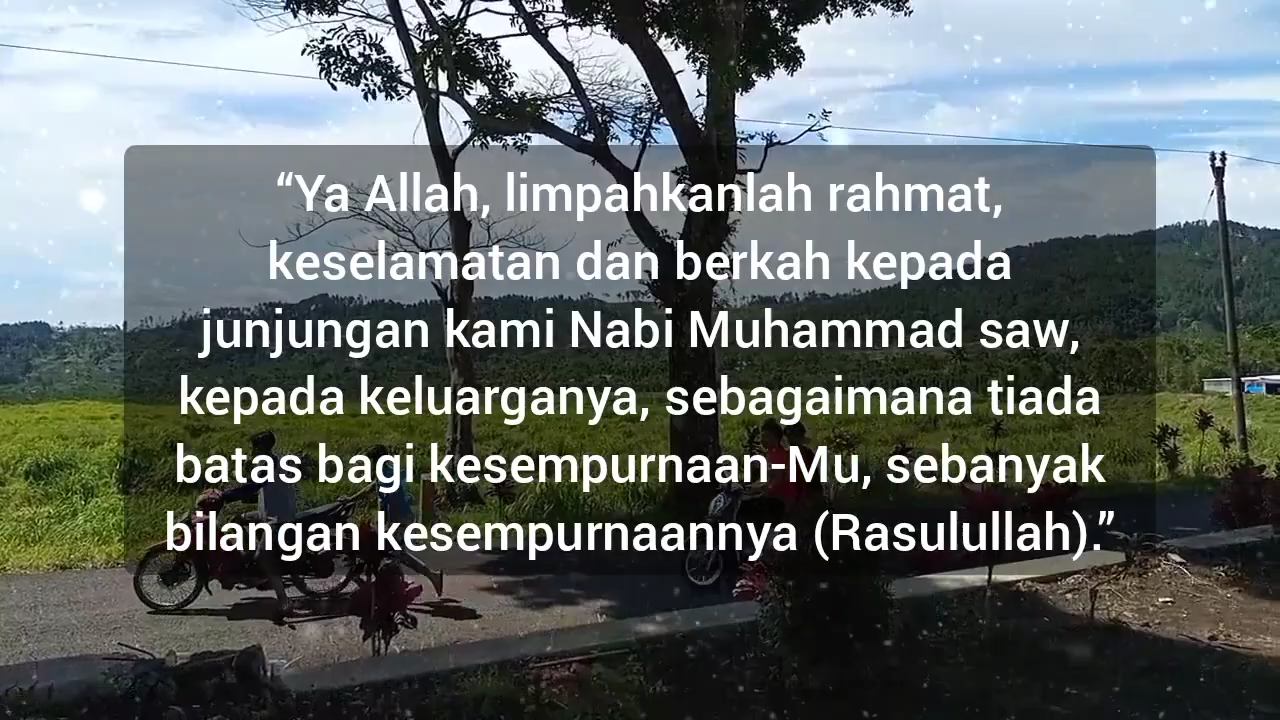 “Ya Allah, limpahkanlah rahmat,
keselamatan dan berkah kepada
junjungan kami Nabi Muhammad saw,
kepada keluarganya, sebagaimana tiada
batas bagi kesempurnaan-Mu, sebanyak
bilangan kesempurnaannya (Rasulullah).”